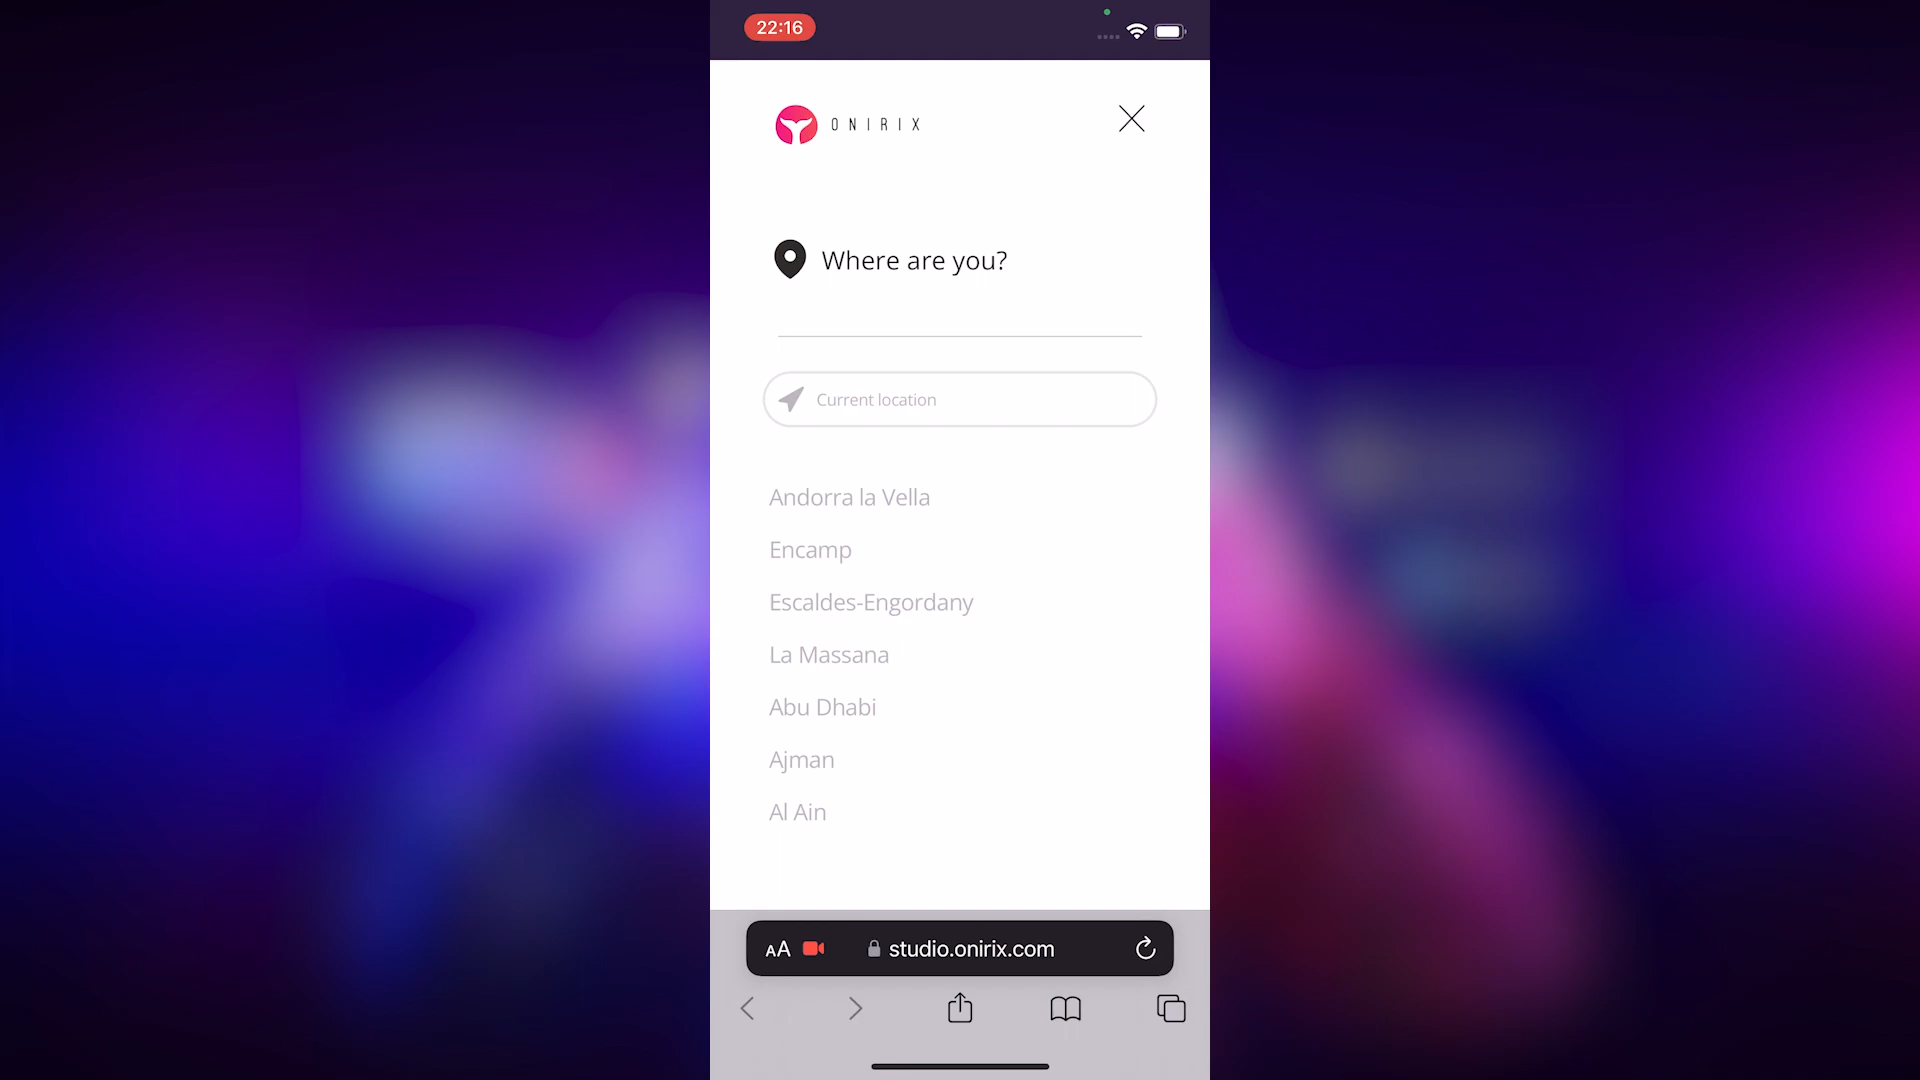 22:16
ONIRIX
Where are you?
Current location
Andorra la Vella
Encamp
Escaldes-Engordany
La Massana
Abu Dhabi
Ajman
Al Ain
AA studio.onirix.com